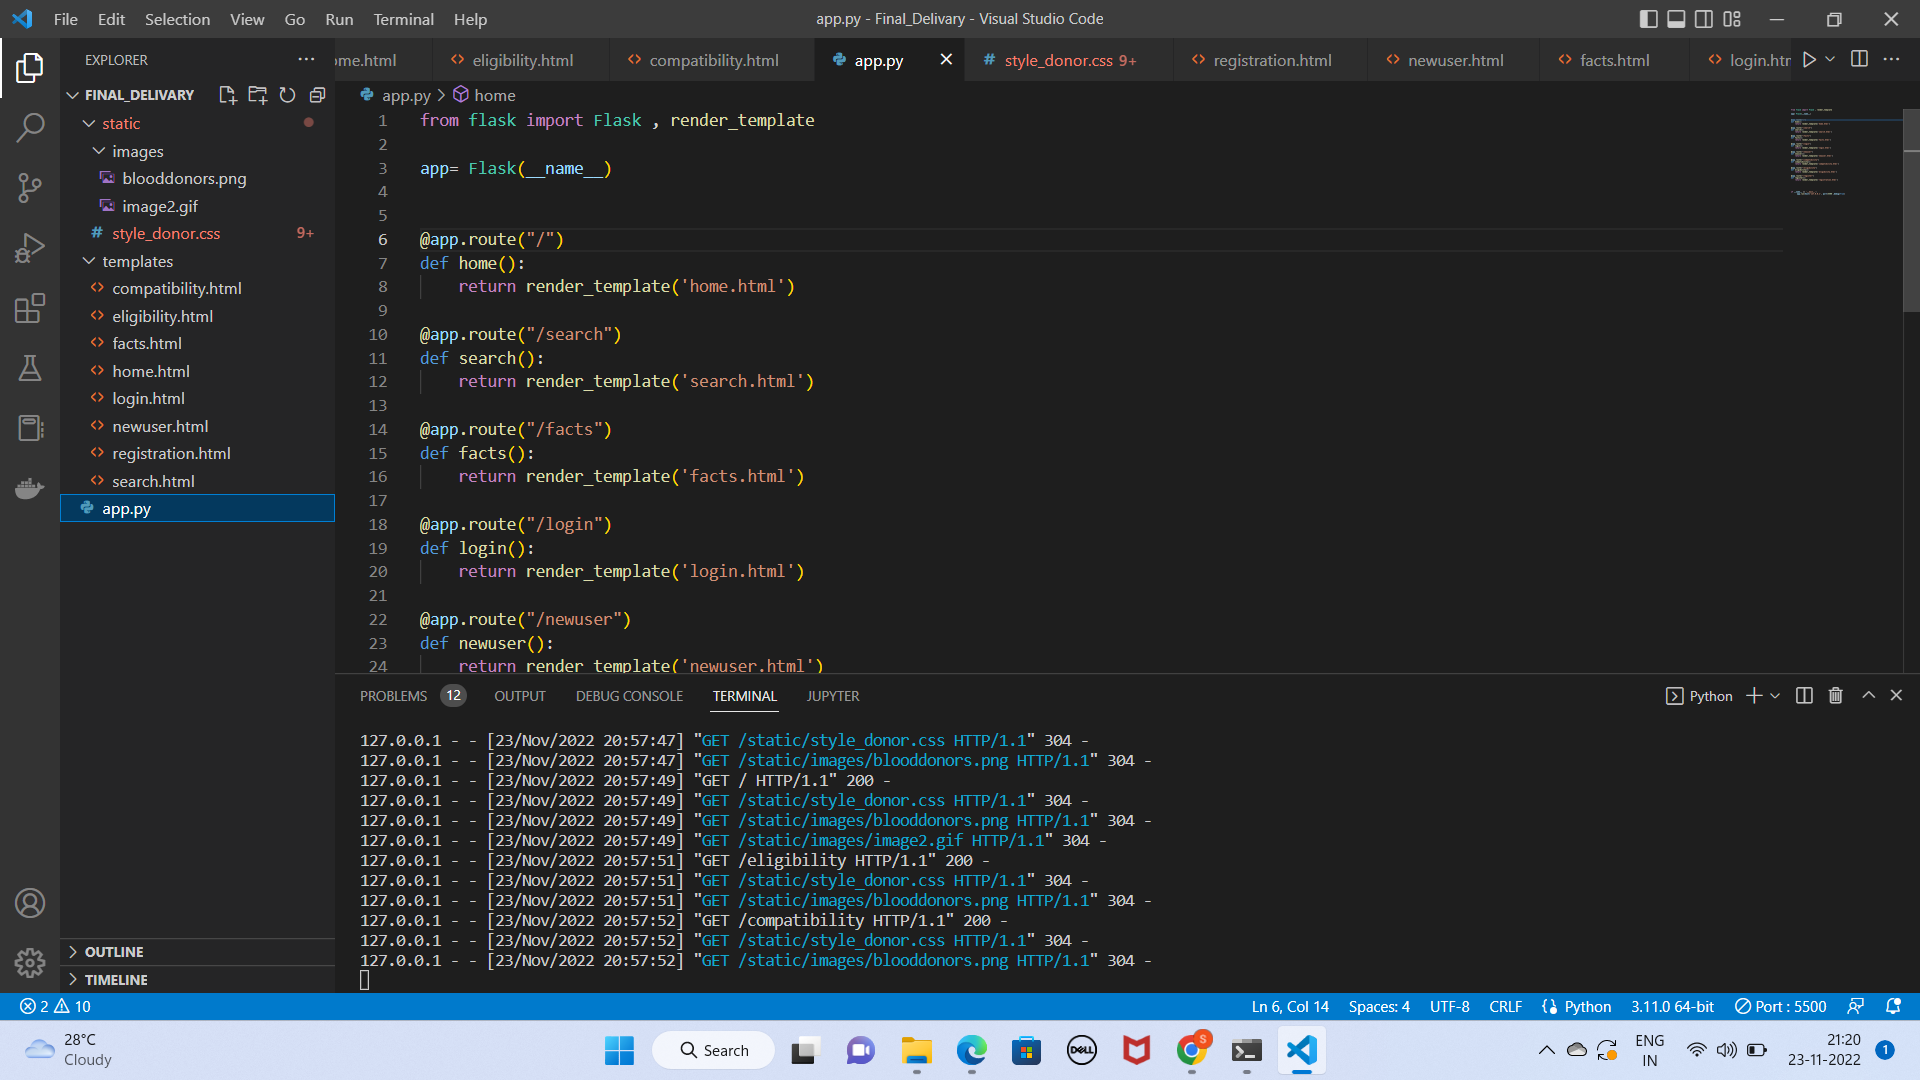 File Edit Selection View Go Run Terminal Help
app.py - Final_Delivary - Visual Studio Code
EXPLORER
FINAL_DELIVARY
static
images
blooddonors.png
image2.gif
style_donor.css 9+
templates
compatibility.html
eligibility.html
facts.html
home.html
login.html
newuser.html
registration.html
search.html
app.py
OUTLINE
TIMELINE
ome.html eligibility.html compatibility.html app.py style_donor.css 9+ registration.html newuser.html facts.html login.htm
app.py > home
1 from flask import Flask , render_template
2
3 app= Flask(__name__)
4
5
6 @app.route("/")
7 def home():
8 return render_template('home.html')
9
10 @app.route("/search")
11 def search():
12 return render_template('search.html')
13
14 @app.route("/facts")
15 def facts():
16 return render_template('facts.html')
17
18 @app.route("/login")
19 def login():
20 return render_template('login.html')
21
22 @app.route("/newuser")
23 def newuser():
24 return render_template('newuser.html')
PROBLEMS 12 OUTPUT DEBUG CONSOLE TERMINAL JUPYTER
Python
127.0.0.1 - - [23/Nov/2022 20:57:47] "GET /static/style_donor.css HTTP/1.1" 304 -
127.0.0.1 - - [23/Nov/2022 20:57:47] "GET /static/images/blooddonors.png HTTP/1.1" 304 -
127.0.0.1 - - [23/Nov/2022 20:57:49] "GET / HTTP/1.1" 200 -
127.0.0.1 - - [23/Nov/2022 20:57:49] "GET /static/style_donor.css HTTP/1.1" 304 -
127.0.0.1 - - [23/Nov/2022 20:57:49] "GET /static/images/blooddonors.png HTTP/1.1" 304 -
127.0.0.1 - - [23/Nov/2022 20:57:49] "GET /static/images/image2.gif HTTP/1.1" 304 -
127.0.0.1 - - [23/Nov/2022 20:57:51] "GET /eligibility HTTP/1.1" 200 -
127.0.0.1 - - [23/Nov/2022 20:57:51] "GET /static/style_donor.css HTTP/1.1" 304 -
127.0.0.1 - - [23/Nov/2022 20:57:51] "GET /static/images/blooddonors.png HTTP/1.1" 304 -
127.0.0.1 - - [23/Nov/2022 20:57:52] "GET /compatibility HTTP/1.1" 200 -
127.0.0.1 - - [23/Nov/2022 20:57:52] "GET /static/style_donor.css HTTP/1.1" 304 -
127.0.0.1 - - [23/Nov/2022 20:57:52] "GET /static/images/blooddonors.png HTTP/1.1" 304 -
2 10 Ln 6, Col 14 Spaces: 4 UTF-8 CRLF Python 3.11.0 64-bit Port : 5500
28°C
Cloudy
Search
DELL
S
ENG
IN
21:20
23-11-2022
1